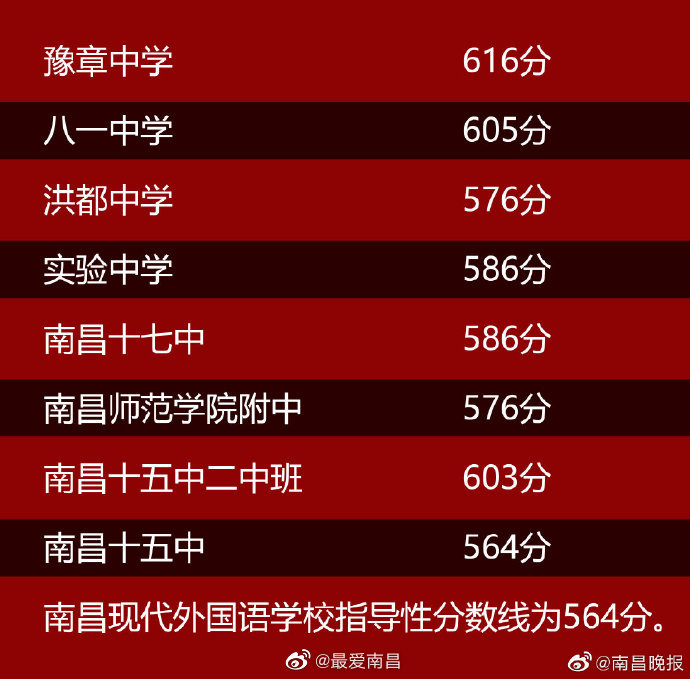 豫章中学 616分
八一中学 605分
洪都中学 576分
实验中学 586分
南昌十七中 586分
南昌师范学院附中 576分
南昌十五中二中班 603分
南昌十五中 564分
南昌现代外国语学校指导性分数线为564分。
@最爱南昌 @南昌晚报